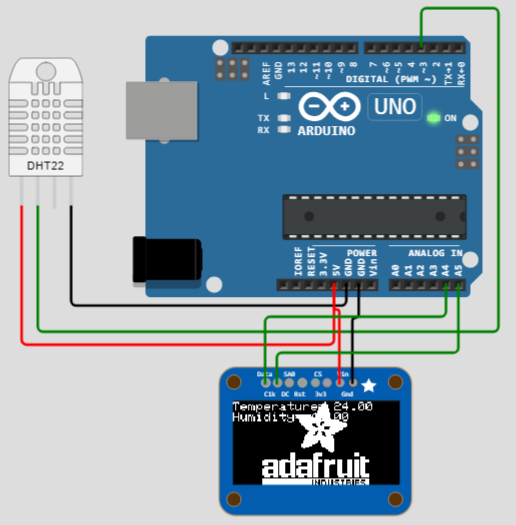 AREF
GND
13
12
~11
~10
~9
8
7
~6
~5
4
~3
2
TX→1
RX←0
DIGITAL (PWM ~)
L
TX
RX
UNO
ARDUINO
ON
DHT22
IOREF
RESET
3.3V
5V
GND
GND
Vin
POWER
ANALOG IN
A0
A1
A2
A3
A4
A5
Data SA0 CS Vin
Clk DC Rst 3v3 Gnd
Temperature: 24.00
Humidity
adafruit
INDUSTRIES